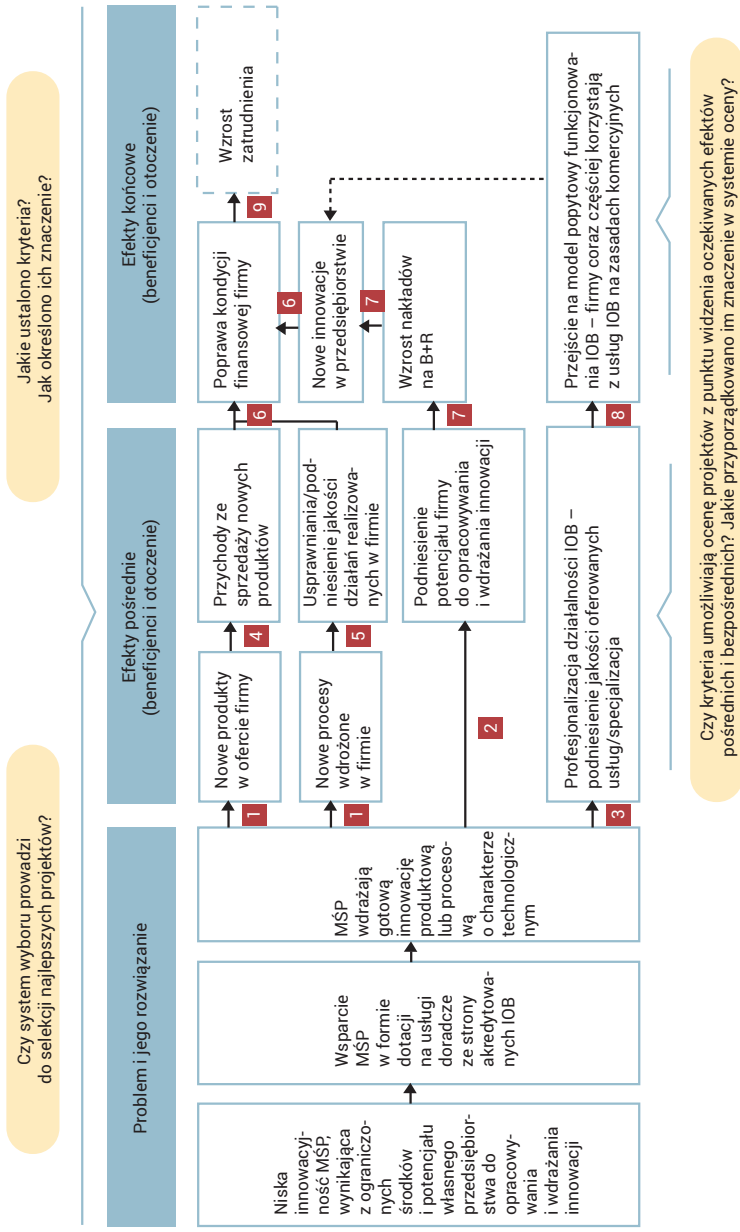 Czy system wyboru prowadzi
do selekcji najlepszych projektów?
Jakie ustalono kryteria?
Jak określono ich znaczenie?
Problem i jego rozwiązanie
Efekty pośrednie
(beneficjenci i otoczenie)
Efekty końcowe
(beneficjenci i otoczenie)
Niska
innowacyj-
ność MŚP,
wynikająca
z ograniczo-
nych
środków
i potencjału
własnego
przedsiębior-
stwa do
opracowy-
wania
i wdrażania
innowacji
Wsparcie
MŚP
w formie
dotacji
na usługi
doradcze
ze strony
akredytowa-
nych IOB
MŚP
wdrażają
gotową
innowację
produktową
lub proceso-
wą
o charakterze
technologicz-
nym
1
Nowe produkty
w ofercie firmy
4
Przychody ze
sprzedaży nowych
produktów
6
Poprawa kondycji
finansowej firmy
9
Wzrost
zatrudnienia
1
Nowe procesy
wdrożone
w firmie
5
Usprawniania/pod-
niesienie jakości
działań realizowa-
nych w firmie
6
Nowe innowacje
w przedsiębiorstwie
7
2
Podniesienie
potencjału firmy
do opracowywania
i wdrażania innowacji
7
Wzrost nakładów
na B+R
3
Profesjonalizacja działalności IOB –
podniesienie jakości oferowanych
usług/specjalizacja
8
Przejście na model popytowy funkcjonowa-
nia IOB – firmy coraz częściej korzystają
z usług IOB na zasadach komercyjnych
Czy kryteria umożliwiają ocenę projektów z punktu widzenia oczekiwanych efektów
pośrednich i bezpośrednich? Jakie przyporządkowano im znaczenie w systemie oceny?